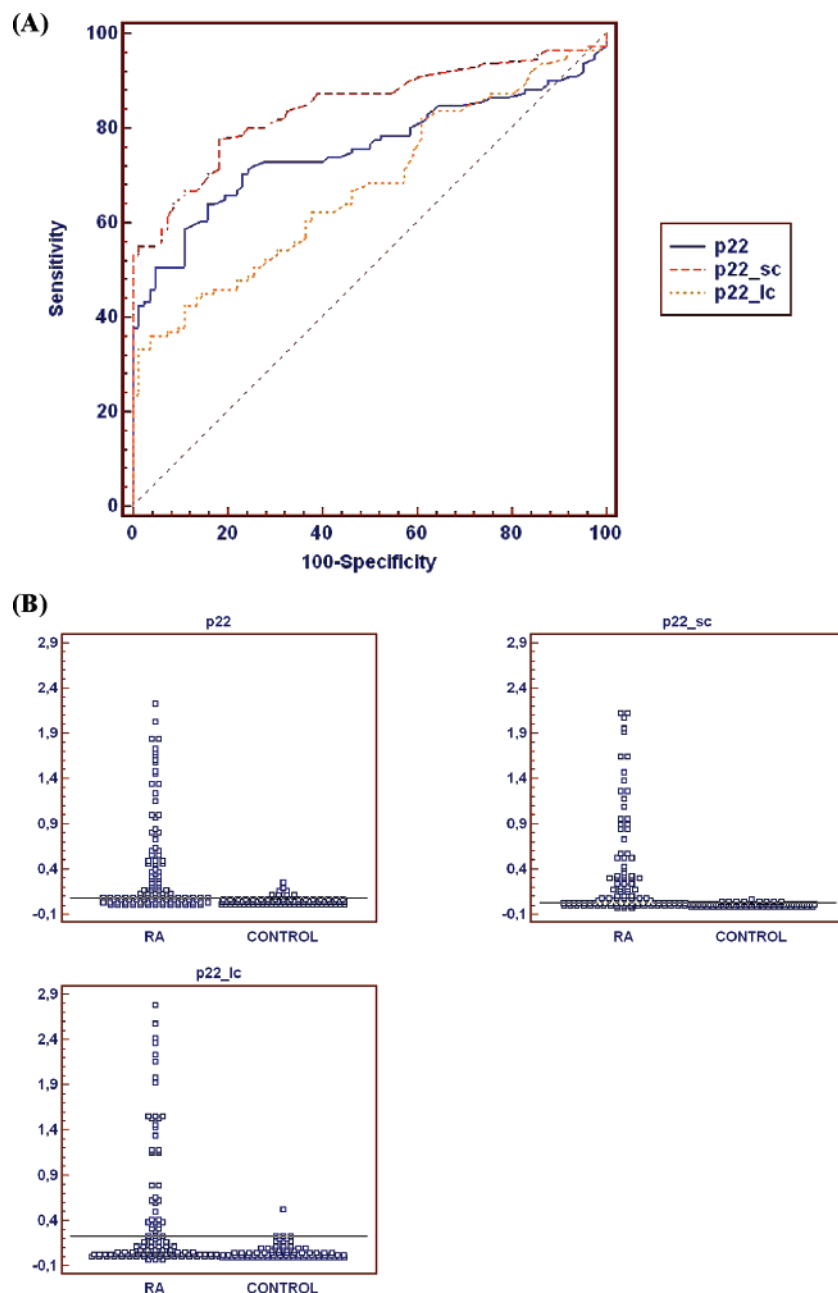 (A)
100
80
60
40
20
0
Sensitivity
0 20 40 60 80 100
100-Specificity
p22
p22_sc
p22_lc
(B)
p22
2,9
2,4
1,9
1,4
0,9
0,4
-0,1
RA CONTROL
p22_sc
2,9
2,4
1,9
1,4
0,9
0,4
-0,1
RA CONTROL
p22_lc
2,9
2,4
1,9
1,4
0,9
0,4
-0,1
RA CONTROL